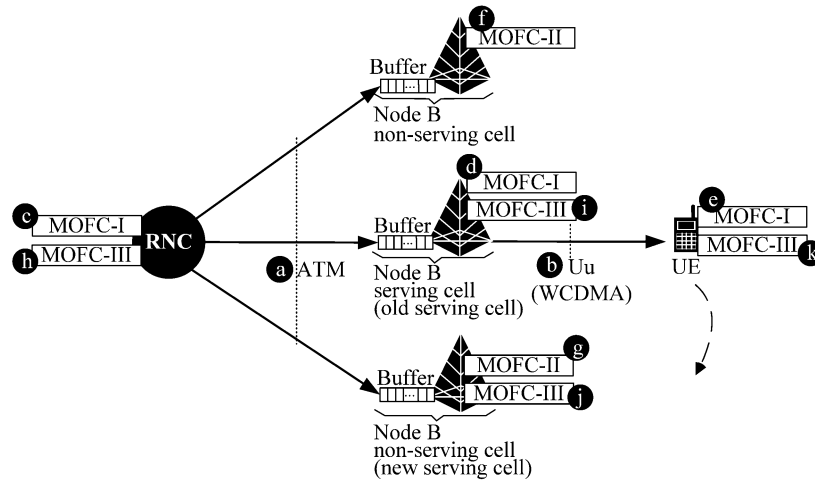 f
MOFC-II
Buffer
...
Node B
non-serving cell
d
MOFC-I
MOFC-III
i
Buffer
...
Node B
serving cell
(old serving cell)
c
MOFC-I
RNC
MOFC-III
h
a
ATM
b
Uu
(WCDMA)
e
MOFC-I
MOFC-III
k
UE
g
MOFC-II
MOFC-III
j
Buffer
...
Node B
non-serving cell
(new serving cell)